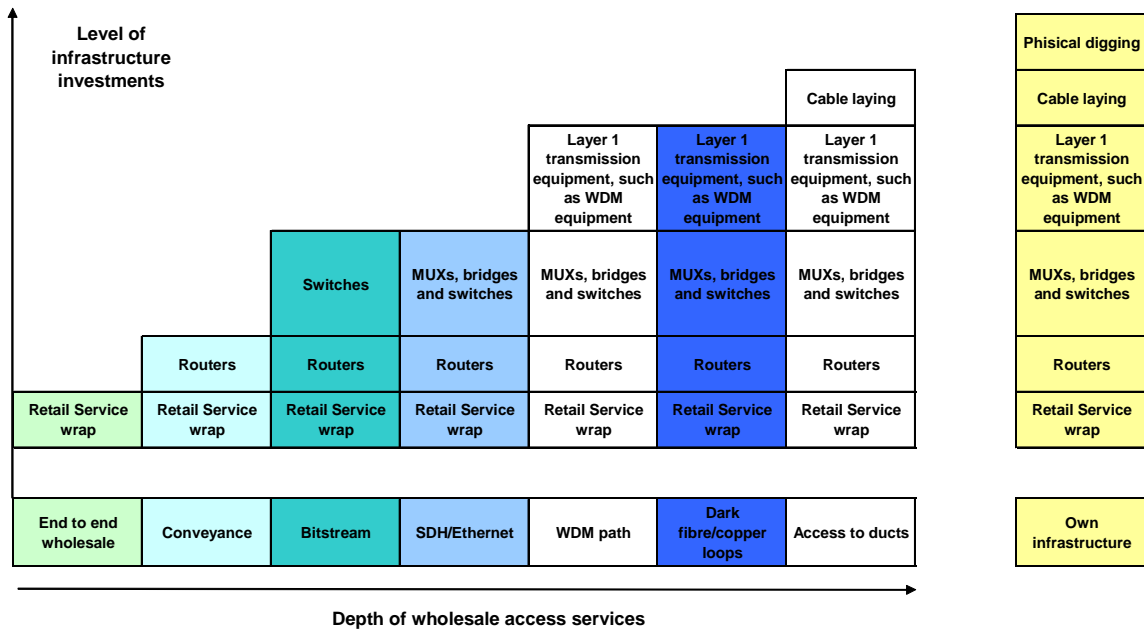 Level of
infrastructure
investments
Phisical digging
Cable laying
Cable laying
Layer 1
transmission
equipment, such
as WDM
equipment
Layer 1
transmission
equipment, such
as WDM
equipment
Layer 1
transmission
equipment, such
as WDM
equipment
Layer 1
transmission
equipment, such
as WDM
equipment
Switches
MUXs, bridges
and switches
MUXs, bridges
and switches
MUXs, bridges
and switches
MUXs, bridges
and switches
MUXs, bridges
and switches
Routers
Routers
Routers
Routers
Routers
Routers
Routers
Retail Service
wrap
Retail Service
wrap
Retail Service
wrap
Retail Service
wrap
Retail Service
wrap
Retail Service
wrap
Retail Service
wrap
Retail Service
wrap
End to end
wholesale
Conveyance
Bitstream
SDH/Ethernet
WDM path
Dark
fibre/copper
loops
Access to ducts
Own
infrastructure
Depth of wholesale access services